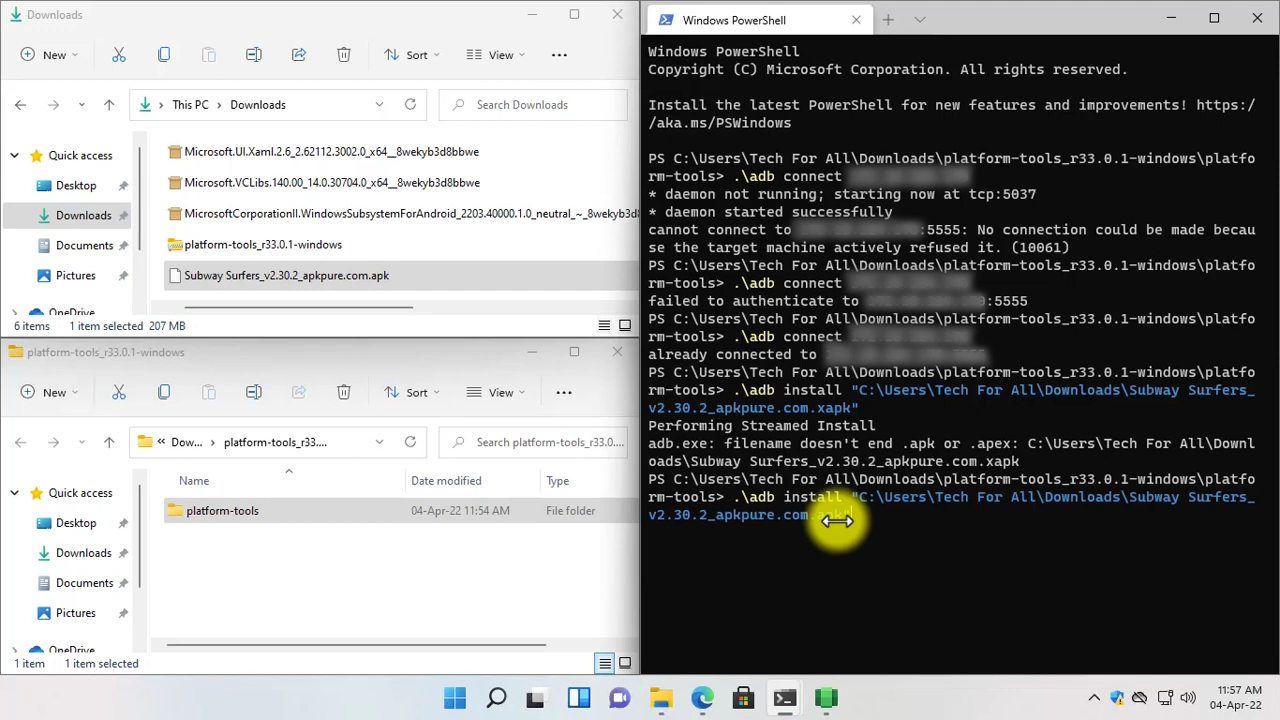 Downloads
New
Sort
View
This PC > Downloads
Search Downloads
Quick access
Desktop
Downloads
Documents
Pictures
OneDrive
Microsoft.UI.Xaml.2.6_2.62112.3002.0_x64__8wekyb3d8bbwe
Microsoft.VCLibs.140.00_14.0.30704.0_x64__8wekyb3d8bbwe
MicrosoftCorporationII.WindowsSubsystemForAndroid_2203.40000.1.0_neutral_~_8wekyb3d8
platform-tools_r33.0.1-windows
Subway Surfers_v2.30.2_apkpure.com.apk
6 items 1 item selected 207 MB
platform-tools_r33.0.1-windows
New
Sort
View
« Dow... > platform-tools_r33....
Search platform-tools_r33.0...
Quick access
Desktop
Downloads
Documents
Pictures
OneDrive
Name Date modified Type
platform-tools 04-Apr-22 11:54 AM File folder
1 item 1 item selected
Windows PowerShell
Windows PowerShell
Copyright (C) Microsoft Corporation. All rights reserved.
Install the latest PowerShell for new features and improvements! https:/
/aka.ms/PSWindows
PS C:\Users\Tech For All\Downloads\platform-tools_r33.0.1-windows\platfo
rm-tools> .\adb connect
* daemon not running; starting now at tcp:5037
* daemon started successfully
cannot connect to :5555: No connection could be made becau
se the target machine actively refused it. (10061)
PS C:\Users\Tech For All\Downloads\platform-tools_r33.0.1-windows\platfo
rm-tools> .\adb connect
failed to authenticate to :5555
PS C:\Users\Tech For All\Downloads\platform-tools_r33.0.1-windows\platfo
rm-tools> .\adb connect
already connected to
PS C:\Users\Tech For All\Downloads\platform-tools_r33.0.1-windows\platfo
rm-tools> .\adb install "C:\Users\Tech For All\Downloads\Subway Surfers_
v2.30.2_apkpure.com.xapk"
Performing Streamed Install
adb.exe: filename doesn't end .apk or .apex: C:\Users\Tech For All\Downl
oads\Subway Surfers_v2.30.2_apkpure.com.xapk
PS C:\Users\Tech For All\Downloads\platform-tools_r33.0.1-windows\platfo
rm-tools> .\adb install "C:\Users\Tech For All\Downloads\Subway Surfers_
v2.30.2_apkpure.com.apk"
11:57 AM
04-Apr-22